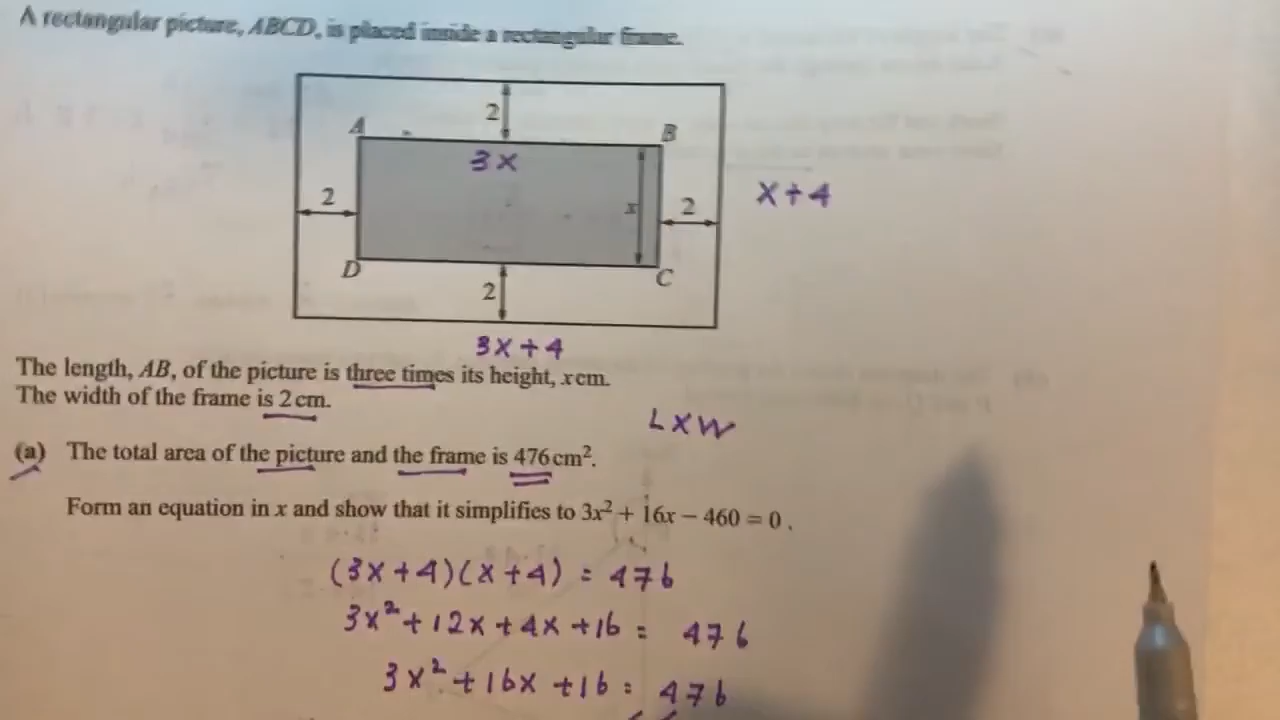 A rectangular picture, ABCD, is placed inside a rectangular frame.
2
A
B
3x
x+4
2
x
2
D
C
2
3x+4
The length, AB, of the picture is three times its height, x cm.
The width of the frame is 2 cm.
LXW
(a) The total area of the picture and the frame is 476 cm².
Form an equation in x and show that it simplifies to 3x² + 16x − 460 = 0 .
(3x+4)(x+4) = 476
3x²+12x+4x+16 = 476
3x²+16x+16 = 476